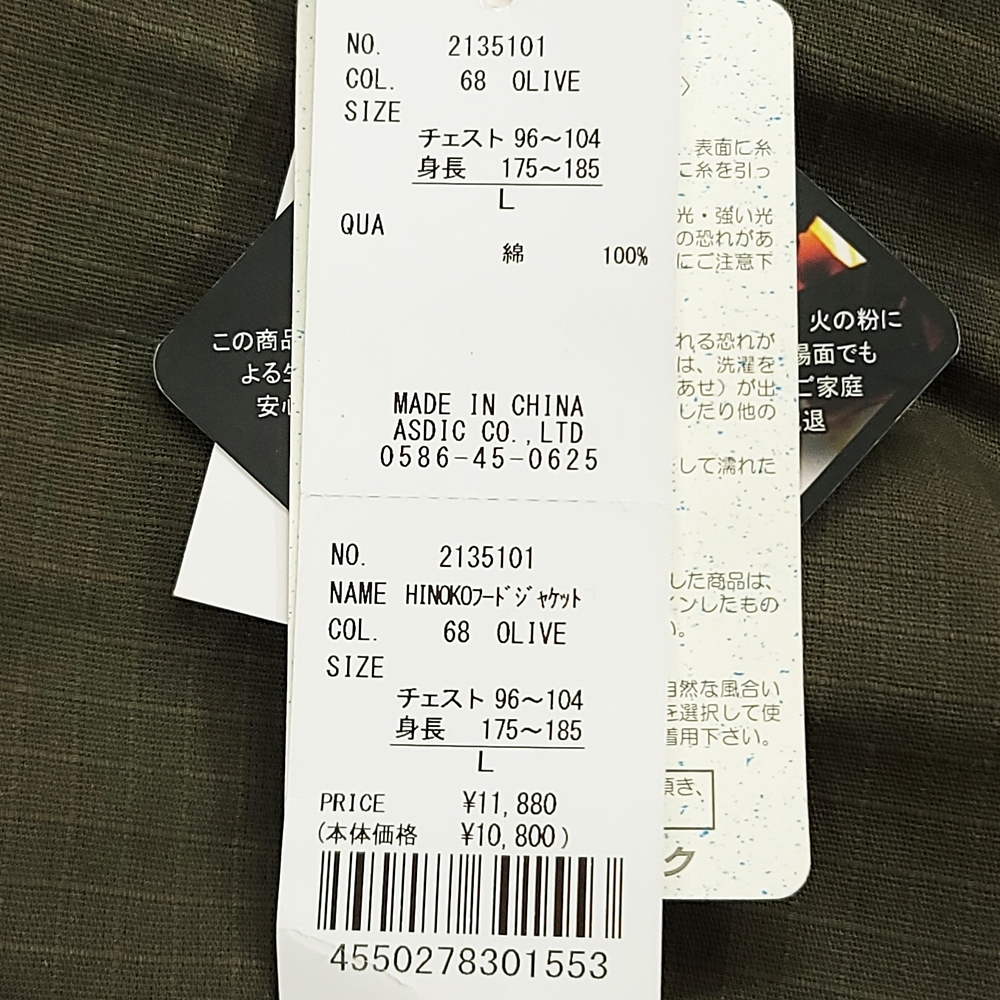 NO. 2135101
COL. 68 OLIVE
SIZE
チェスト 96～104
身長 175～185
L
QUA
綿 100%
MADE IN CHINA
ASDIC CO.,LTD
0586-45-0625
NO. 2135101
NAME HINOKOﾌｰﾄﾞｼﾞｬｹｯﾄ
COL. 68 OLIVE
SIZE
チェスト 96～104
身長 175～185
L
PRICE ¥11,880
(本体価格 ¥10,800)
4550278301553
この商品
よる
安心
火の粉に
場面でも
ご家庭
退
表面に糸
に糸を引っ
光・強い光
の恐れがあ
にご注意下
れる恐れが
は、洗濯を
あせ）が出
したり他の
して濡れた
した商品は、
インしたもの
い。
自然な風合い
を選択して使
着用下さい。
頂き、
ク